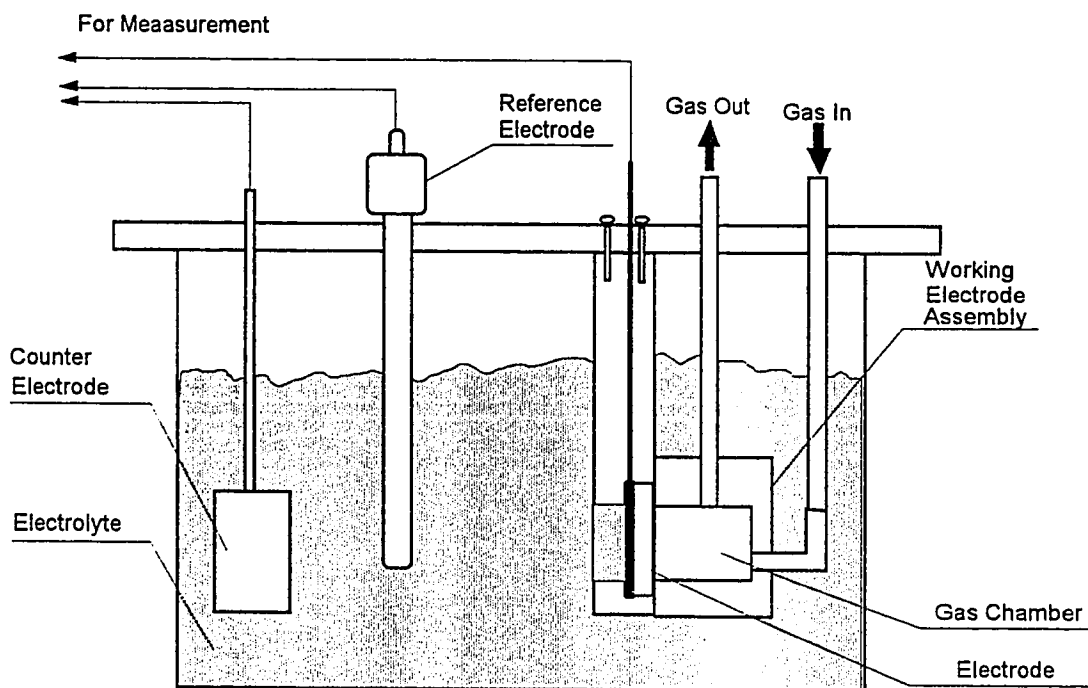 For Meaasurement
Reference
Electrode
Gas Out
Gas In
Working
Electrode
Assembly
Counter
Electrode
Electrolyte
Gas Chamber
Electrode